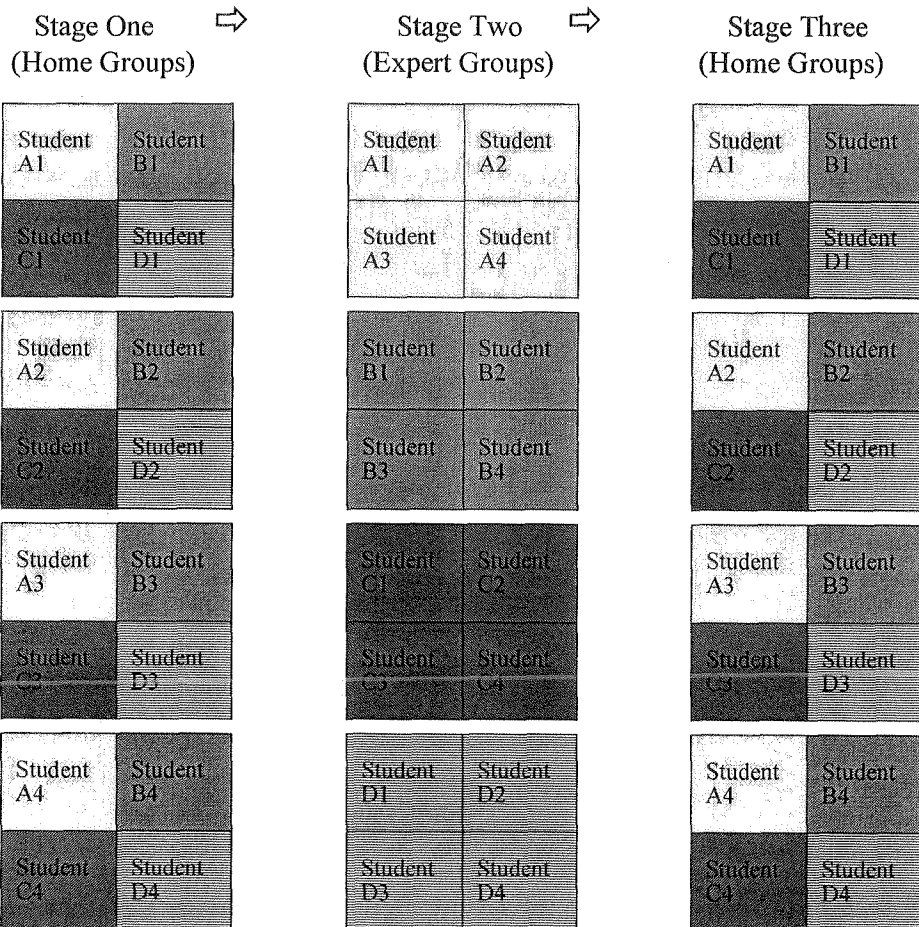 Stage One ⇨
(Home Groups)
Student
A1
Student
B1
Student
C1
Student
D1
Student
A2
Student
B2
Student
C2
Student
D2
Student
A3
Student
B3
Student
C3
Student
D3
Student
A4
Student
B4
Student
C4
Student
D4
Stage Two ⇨
(Expert Groups)
Student
A1
Student
A2
Student
A3
Student
A4
Student
B1
Student
B2
Student
B3
Student
B4
Student
C1
Student
C2
Student
C3
Student
C4
Student
D1
Student
D2
Student
D3
Student
D4
Stage Three
(Home Groups)
Student
A1
Student
B1
Student
C1
Student
D1
Student
A2
Student
B2
Student
C2
Student
D2
Student
A3
Student
B3
Student
C3
Student
D3
Student
A4
Student
B4
Student
C4
Student
D4